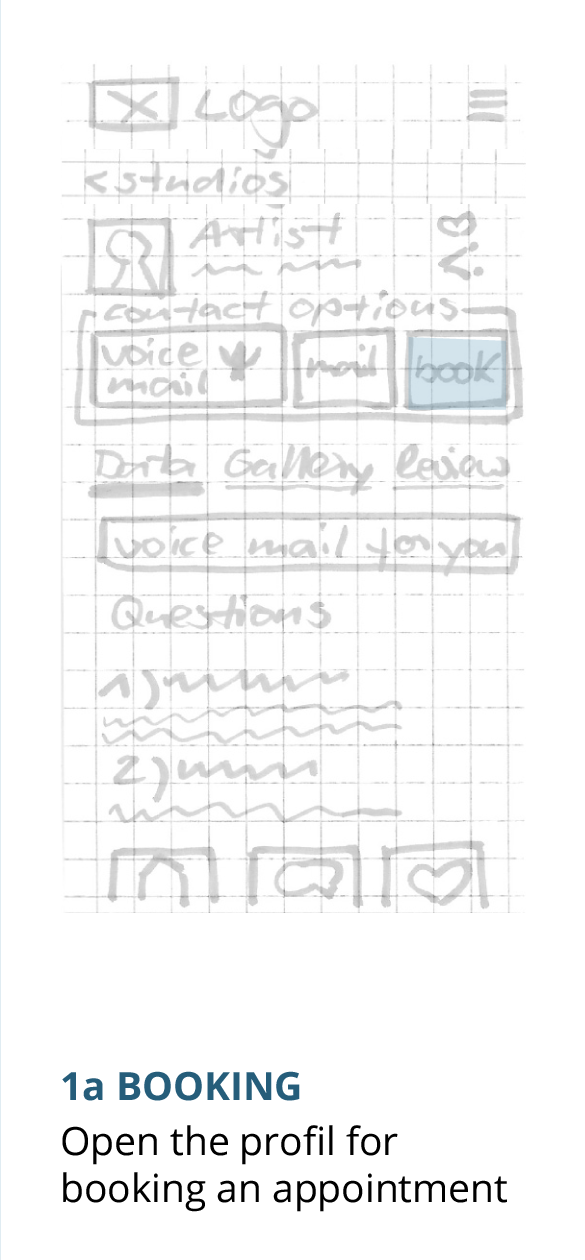 Logo
<studios
Artist
contact options
voice mail
mail
book
Data Gallery Review
voice mail for you
Questions
1)
2)
1a BOOKING
Open the profil for
booking an appointment